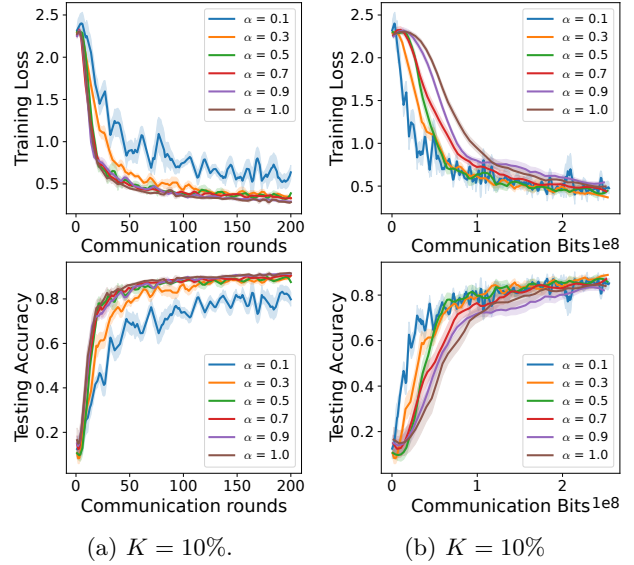 2.5
2.0
1.5
1.0
0.5
Training Loss
α = 0.1
α = 0.3
α = 0.5
α = 0.7
α = 0.9
α = 1.0
0 50 100 150 200
Communication rounds
2.5
2.0
1.5
1.0
0.5
Training Loss
α = 0.1
α = 0.3
α = 0.5
α = 0.7
α = 0.9
α = 1.0
0 1 2
Communication Bits 1e8
0.8
0.6
0.4
0.2
Testing Accuracy
α = 0.1
α = 0.3
α = 0.5
α = 0.7
α = 0.9
α = 1.0
0 50 100 150 200
Communication rounds
0.8
0.6
0.4
0.2
Testing Accuracy
α = 0.1
α = 0.3
α = 0.5
α = 0.7
α = 0.9
α = 1.0
0 1 2
Communication Bits 1e8
(a) K = 10%.
(b) K = 10%